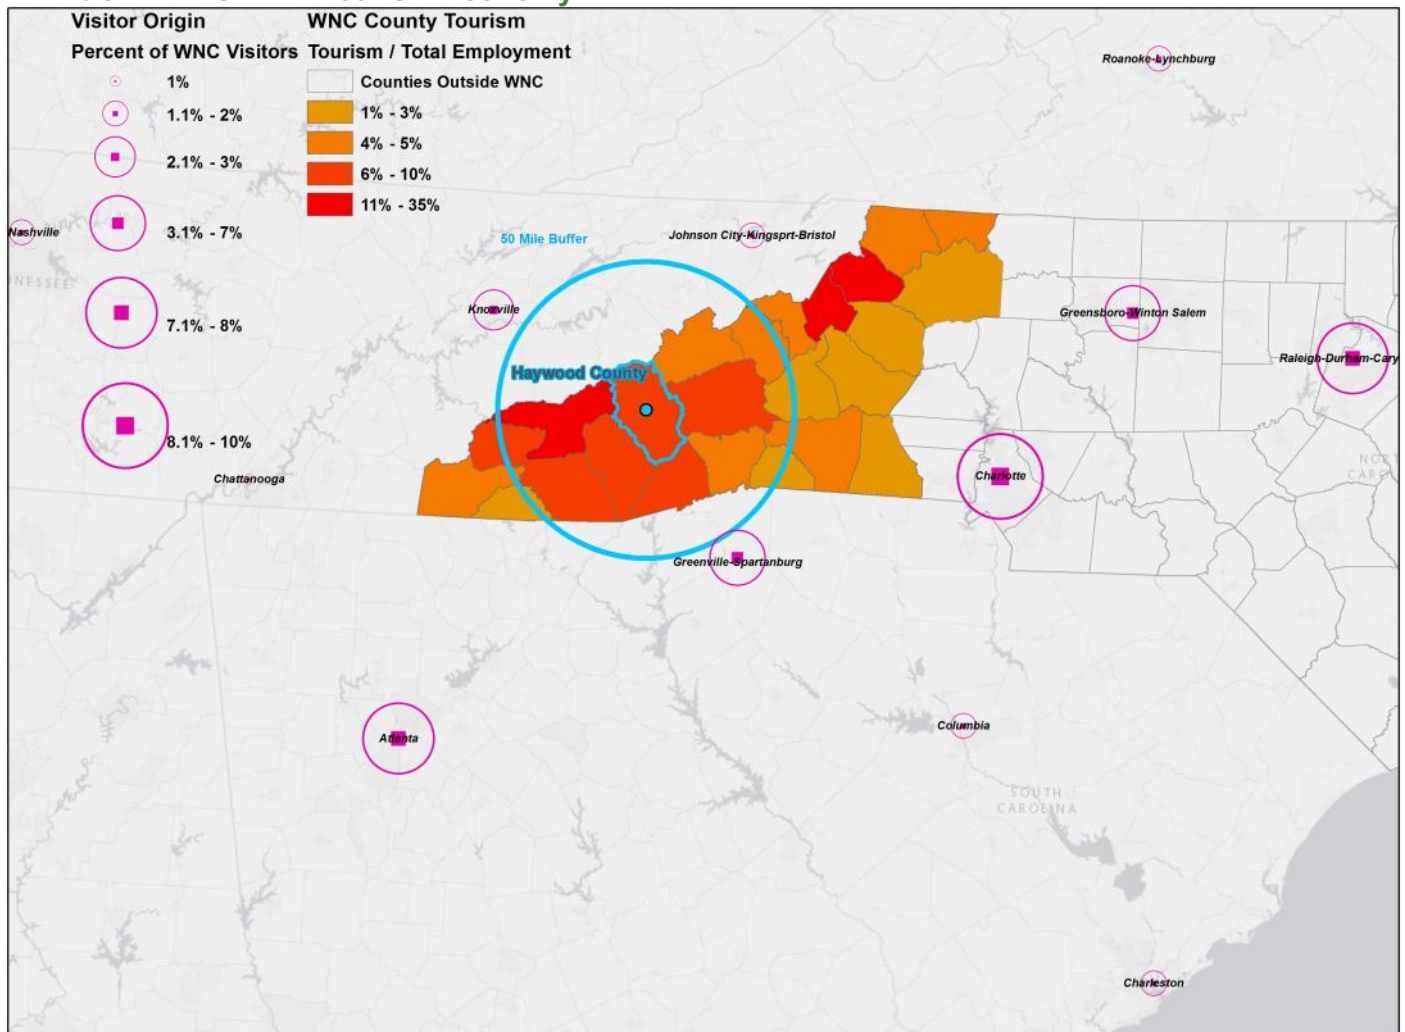 Visitor Origin
Percent of WNC Visitors
1%
1.1% - 2%
2.1% - 3%
3.1% - 7%
7.1% - 8%
8.1% - 10%
WNC County Tourism
Tourism / Total Employment
Counties Outside WNC
1% - 3%
4% - 5%
6% - 10%
11% - 35%
Roanoke-Lynchburg
Nashville
50 Mile Buffer
Johnson City-Kingsprt-Bristol
NNESSEE
Knoxville
Greensboro-Winton Salem
Raleigh-Durham-Cary
Haywood County
Chattanooga
Charlotte
NORT
CAROL
Greenville-Spartanburg
Atlanta
Columbia
SOUTH
CAROLINA
Charleston